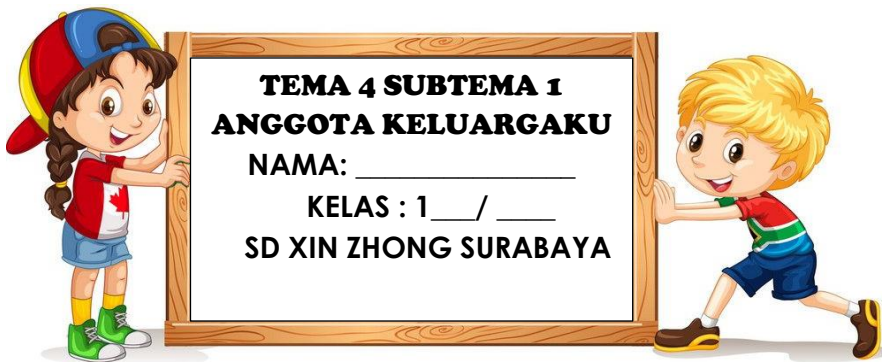 TEMA 4 SUBTEMA 1
ANGGOTA KELUARGAKU
NAMA: _______________
KELAS : 1___/ ____
SD XIN ZHONG SURABAYA